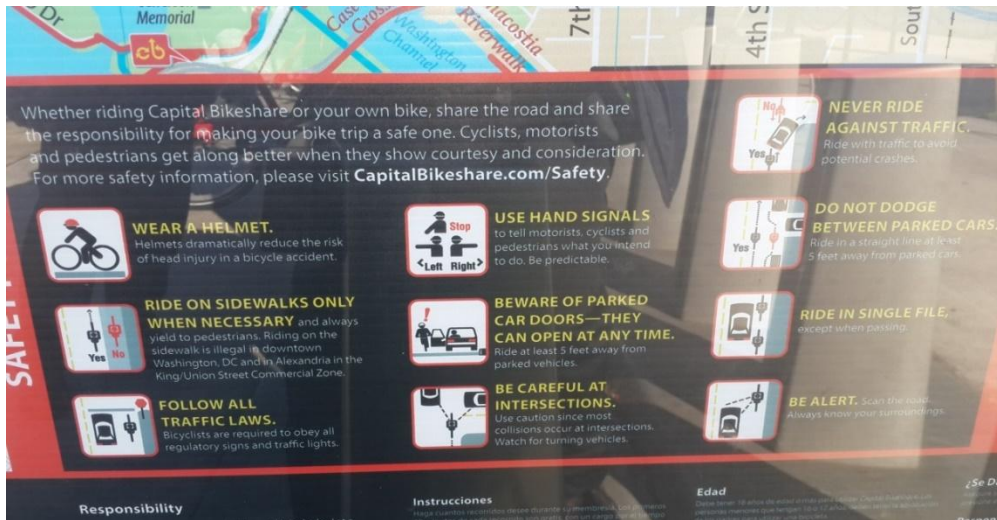 Dr
Memorial
cb
Cross
Washington
Channel
Anacostia
Riverwalk
7th
4th S
Sout
SAFETY
Whether riding Capital Bikeshare or your own bike, share the road and share
the responsibility for making your bike trip a safe one. Cyclists, motorists
and pedestrians get along better when they show courtesy and consideration.
For more safety information, please visit CapitalBikeshare.com/Safety.
WEAR A HELMET.
Helmets dramatically reduce the risk
of head injury in a bicycle accident.
Yes No
RIDE ON SIDEWALKS ONLY
WHEN NECESSARY and always
yield to pedestrians. Riding on the
sidewalk is illegal in downtown
Washington, DC and in Alexandria in the
King/Union Street Commercial Zone.
FOLLOW ALL
TRAFFIC LAWS.
Bicyclists are required to obey all
regulatory signs and traffic lights.
Stop
Left Right
USE HAND SIGNALS
to tell motorists, cyclists and
pedestrians what you intend
to do. Be predictable.
!
BEWARE OF PARKED
CAR DOORS—THEY
CAN OPEN AT ANY TIME.
Ride at least 5 feet away from
parked vehicles.
BE CAREFUL AT
INTERSECTIONS.
Use caution since most
collisions occur at intersections.
Watch for turning vehicles.
No
Yes
NEVER RIDE
AGAINST TRAFFIC.
Ride with traffic to avoid
potential crashes.
Yes
DO NOT DODGE
BETWEEN PARKED CARS.
Ride in a straight line at least
5 feet away from parked cars.
RIDE IN SINGLE FILE,
except when passing.
BE ALERT. Scan the road.
Always know your surroundings.
Responsibility
Instrucciones
Edad
¿Se D